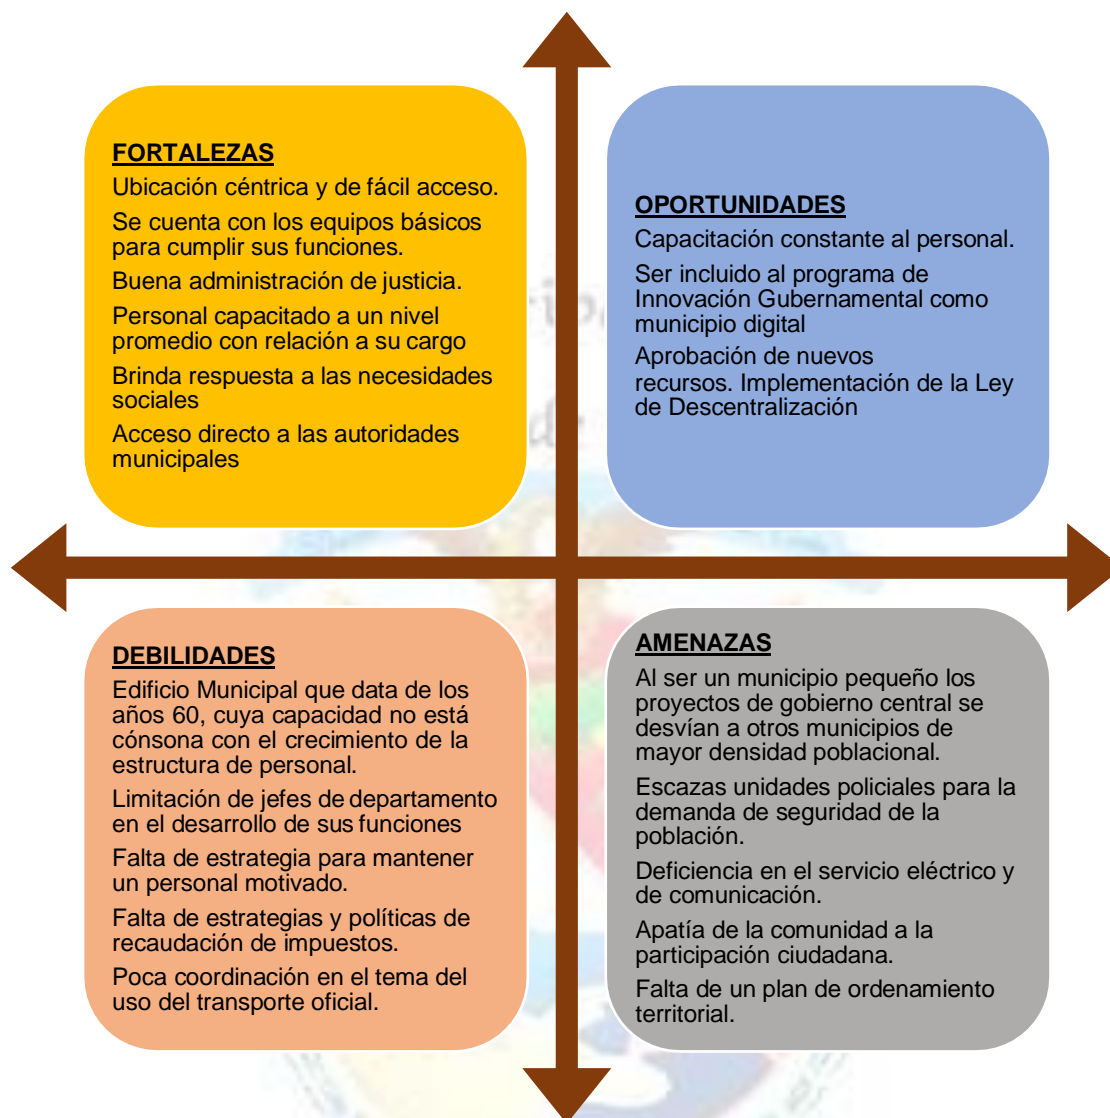 FORTALEZAS
Ubicación céntrica y de fácil acceso.
Se cuenta con los equipos básicos
para cumplir sus funciones.
Buena administración de justicia.
Personal capacitado a un nivel
promedio con relación a su cargo
Brinda respuesta a las necesidades
sociales
Acceso directo a las autoridades
municipales
OPORTUNIDADES
Capacitación constante al personal.
Ser incluido al programa de
Innovación Gubernamental como
municipio digital
Aprobación de nuevos
recursos. Implementación de la Ley
de Descentralización
DEBILIDADES
Edificio Municipal que data de los
años 60, cuya capacidad no está
cónsona con el crecimiento de la
estructura de personal.
Limitación de jefes de departamento
en el desarrollo de sus funciones
Falta de estrategia para mantener
un personal motivado.
Falta de estrategias y políticas de
recaudación de impuestos.
Poca coordinación en el tema del
uso del transporte oficial.
AMENAZAS
Al ser un municipio pequeño los
proyectos de gobierno central se
desvían a otros municipios de
mayor densidad poblacional.
Escazas unidades policiales para la
demanda de seguridad de la
población.
Deficiencia en el servicio eléctrico y
de comunicación.
Apatía de la comunidad a la
participación ciudadana.
Falta de un plan de ordenamiento
territorial.